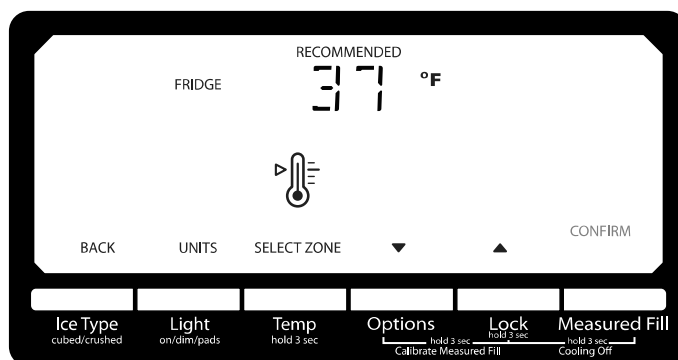 RECOMMENDED
FRIDGE 37 °F
BACK UNITS SELECT ZONE ▼ ▲ CONFIRM
Ice Type Light Temp Options Lock Measured Fill
cubed/crushed on/dim/pads hold 3 sec hold 3 sec hold 3 sec hold 3 sec
Calibrate Measured Fill Cooling Off